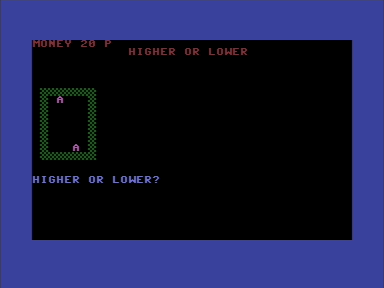 MONEY 20 P
HIGHER OR LOWER
A
A
HIGHER OR LOWER?